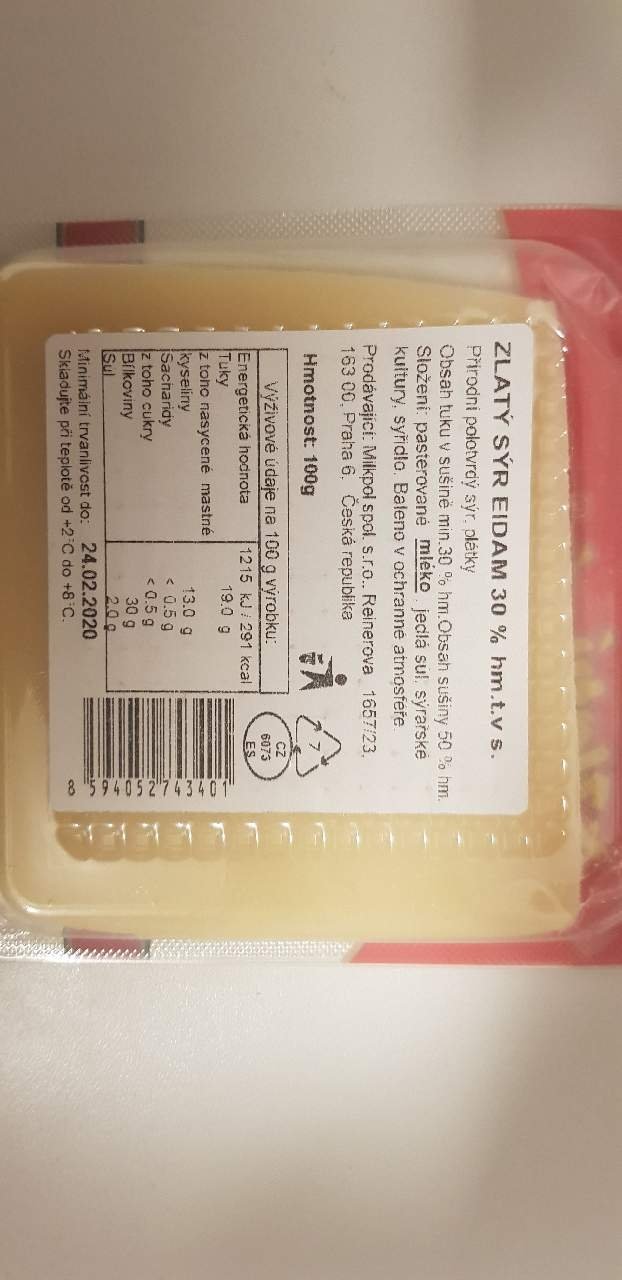 ZLATÝ SÝR EIDAM 30 % hm.t.v s.
Přírodní polotvrdý sýr, plátky
Obsah tuku v sušině min.30 % hm.Obsah sušiny 50 % hm.
Složení: pasterované mléko, jedlá sůl, sýrařské
kultury, syřidlo. Baleno v ochranné atmosféře.
Prodávající: Milkpol spol. s.r.o., Reinerova 1657/23,
163 00, Praha 6, Česká republika
Hmotnost: 100g
7
CZ
6073
ES
Výživové údaje na 100 g výrobku:
Energetická hodnota 1215 kJ / 291 kcal
Tuky 19.0 g
z toho nasycené mastné
kyseliny 13.0 g
Sacharidy < 0.5 g
z toho cukry < 0.5 g
Bílkoviny 30 g
Sůl 2.0 g
8 594052 743401
Minimální trvanlivost do: 24.02.2020
Skladujte při teplotě od +2°C do +8°C.